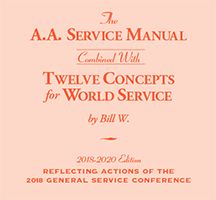 The
A.A. Service Manual
Combined With
Twelve Concepts
for World Service
by Bill W.
2018-2020 Edition
REFLECTING ACTIONS OF THE
2018 GENERAL SERVICE CONFERENCE